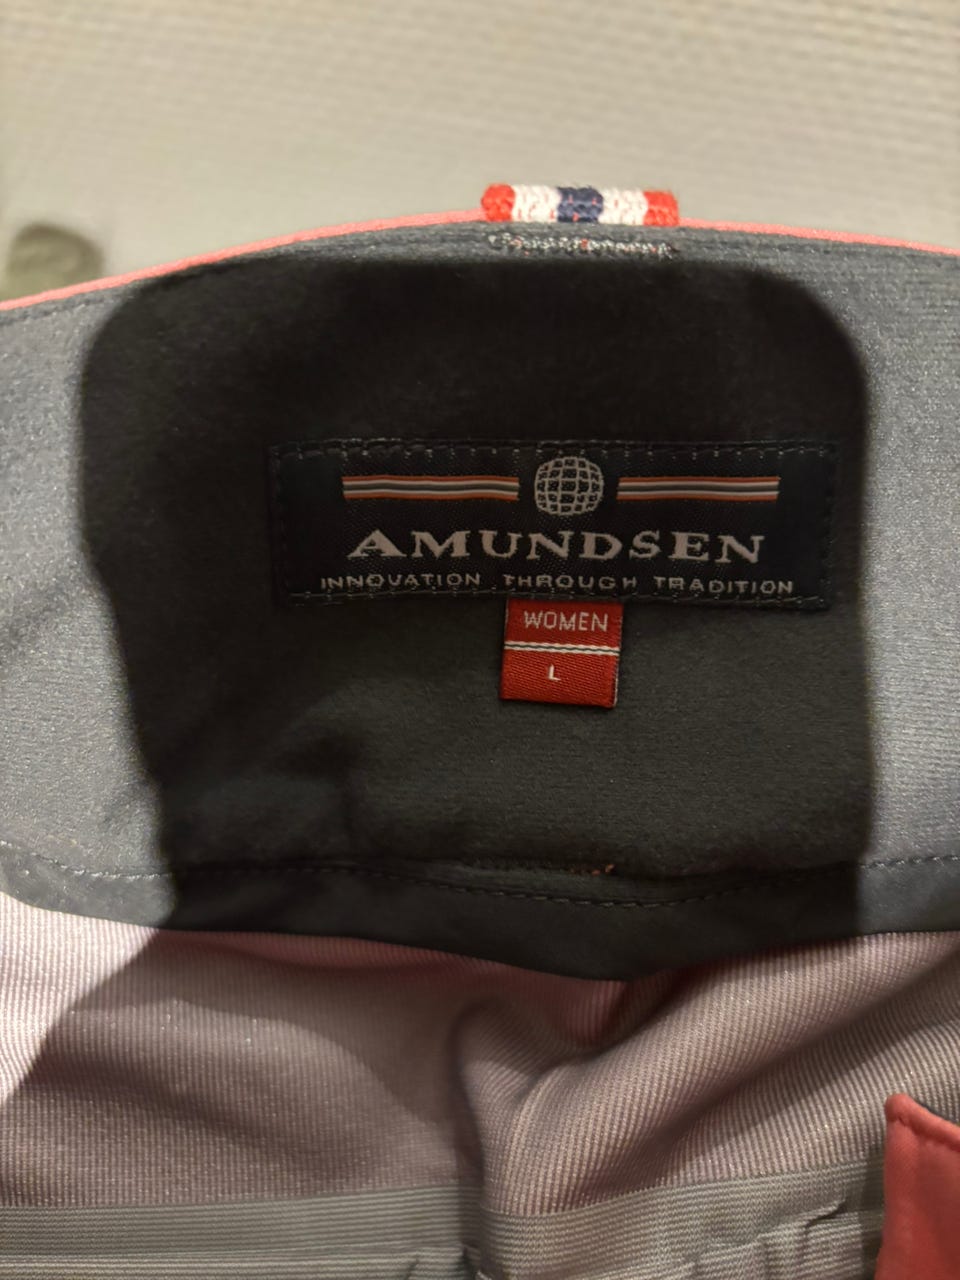 AMUNDSEN
INNOVATION THROUGH TRADITION
WOMEN
L